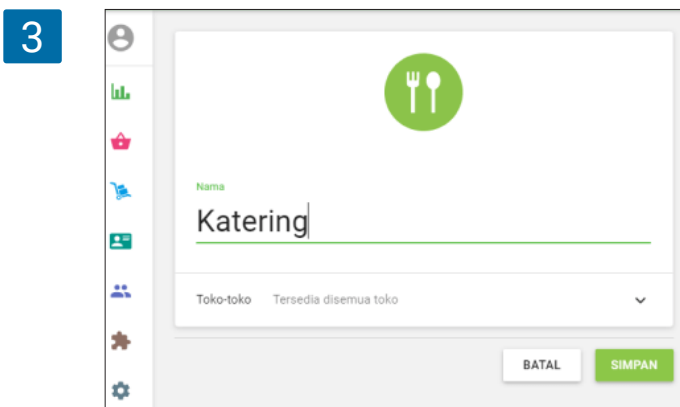 3
Nama
Katering
Toko-toko Tersedia disemua toko
BATAL SIMPAN